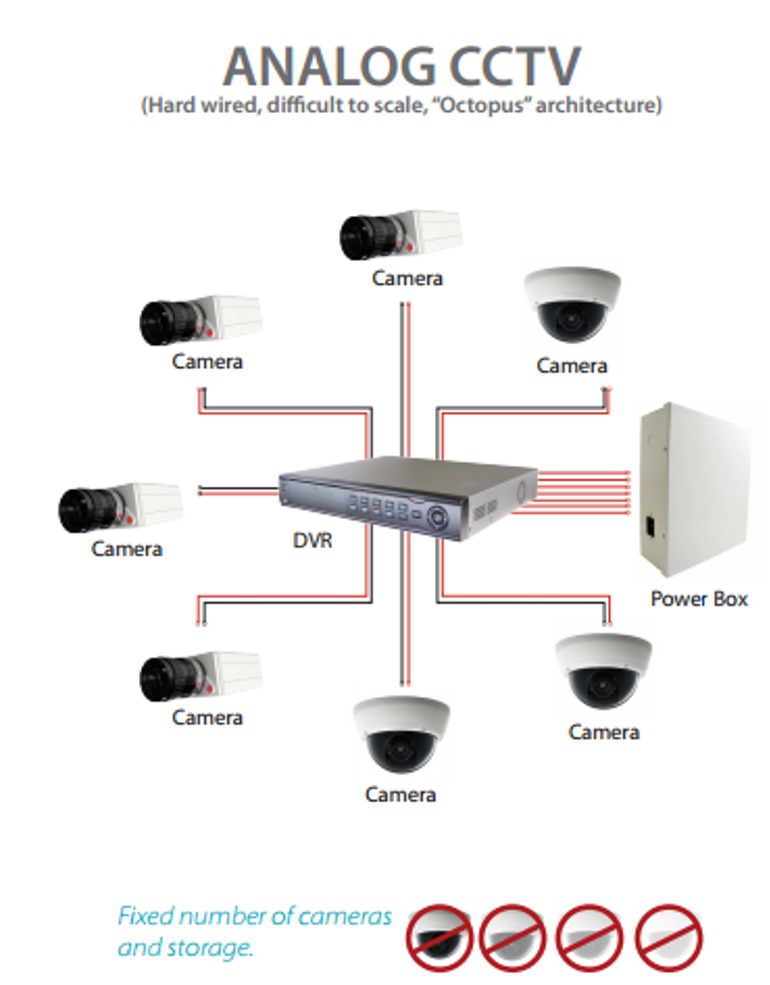 ANALOG CCTV
(Hard wired, difficult to scale, “Octopus” architecture)
Camera
Camera
Camera
Camera
DVR
Power Box
Camera
Camera
Camera
Fixed number of cameras
and storage.